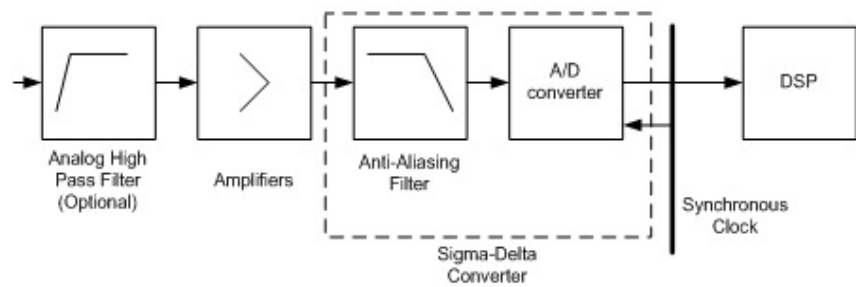 A/D
converter
DSP
Analog High
Pass Filter
(Optional)
Amplifiers
Anti-Aliasing
Filter
Synchronous
Clock
Sigma-Delta
Converter